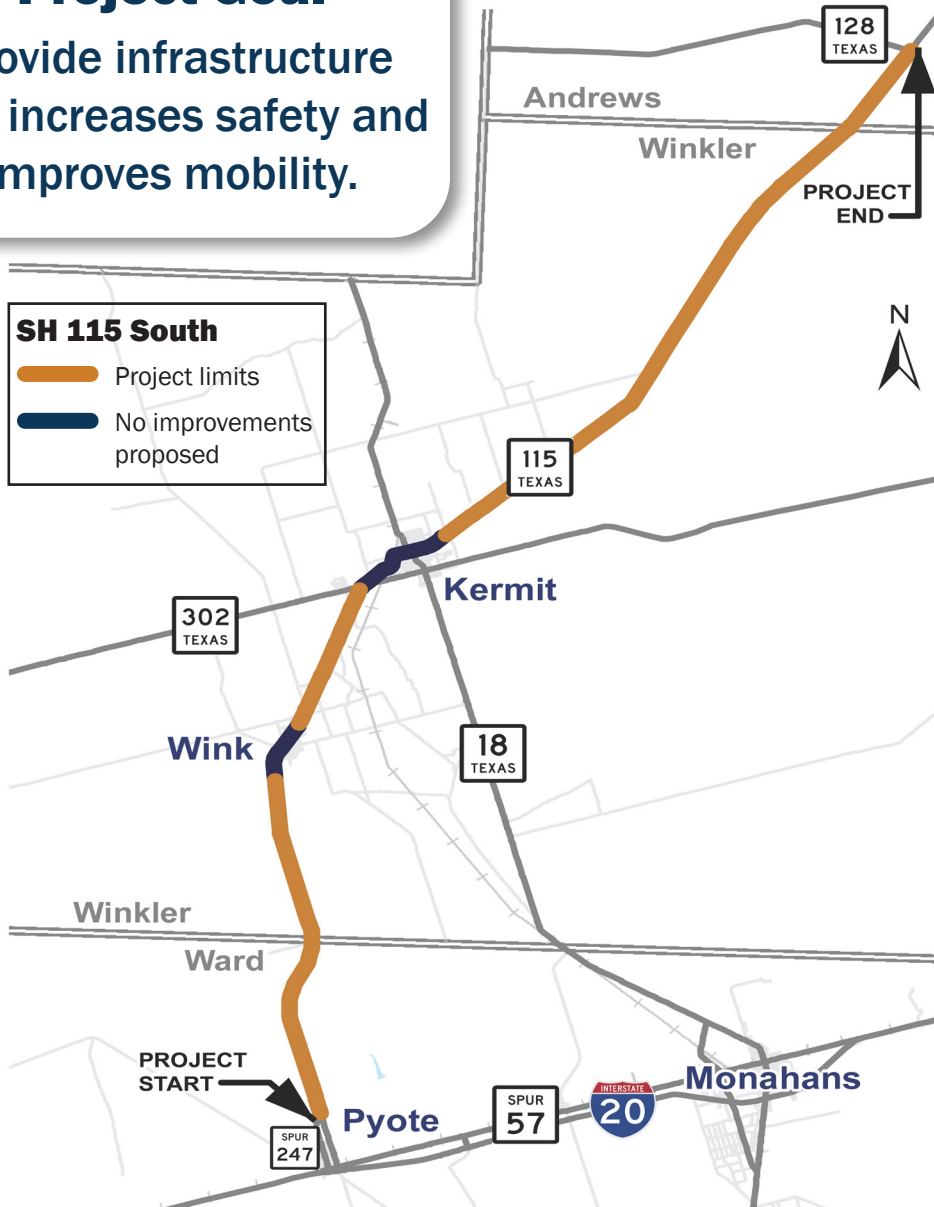 Project Goal
ovide infrastructure
increases safety and
mproves mobility.
128
TEXAS
Andrews
Winkler
PROJECT
END
N
SH 115 South
Project limits
No improvements
proposed
115
TEXAS
Kermit
302
TEXAS
Wink
18
TEXAS
Winkler
Ward
PROJECT
START
Pyote
SPUR
247
SPUR
57
INTERSTATE
20
Monahans